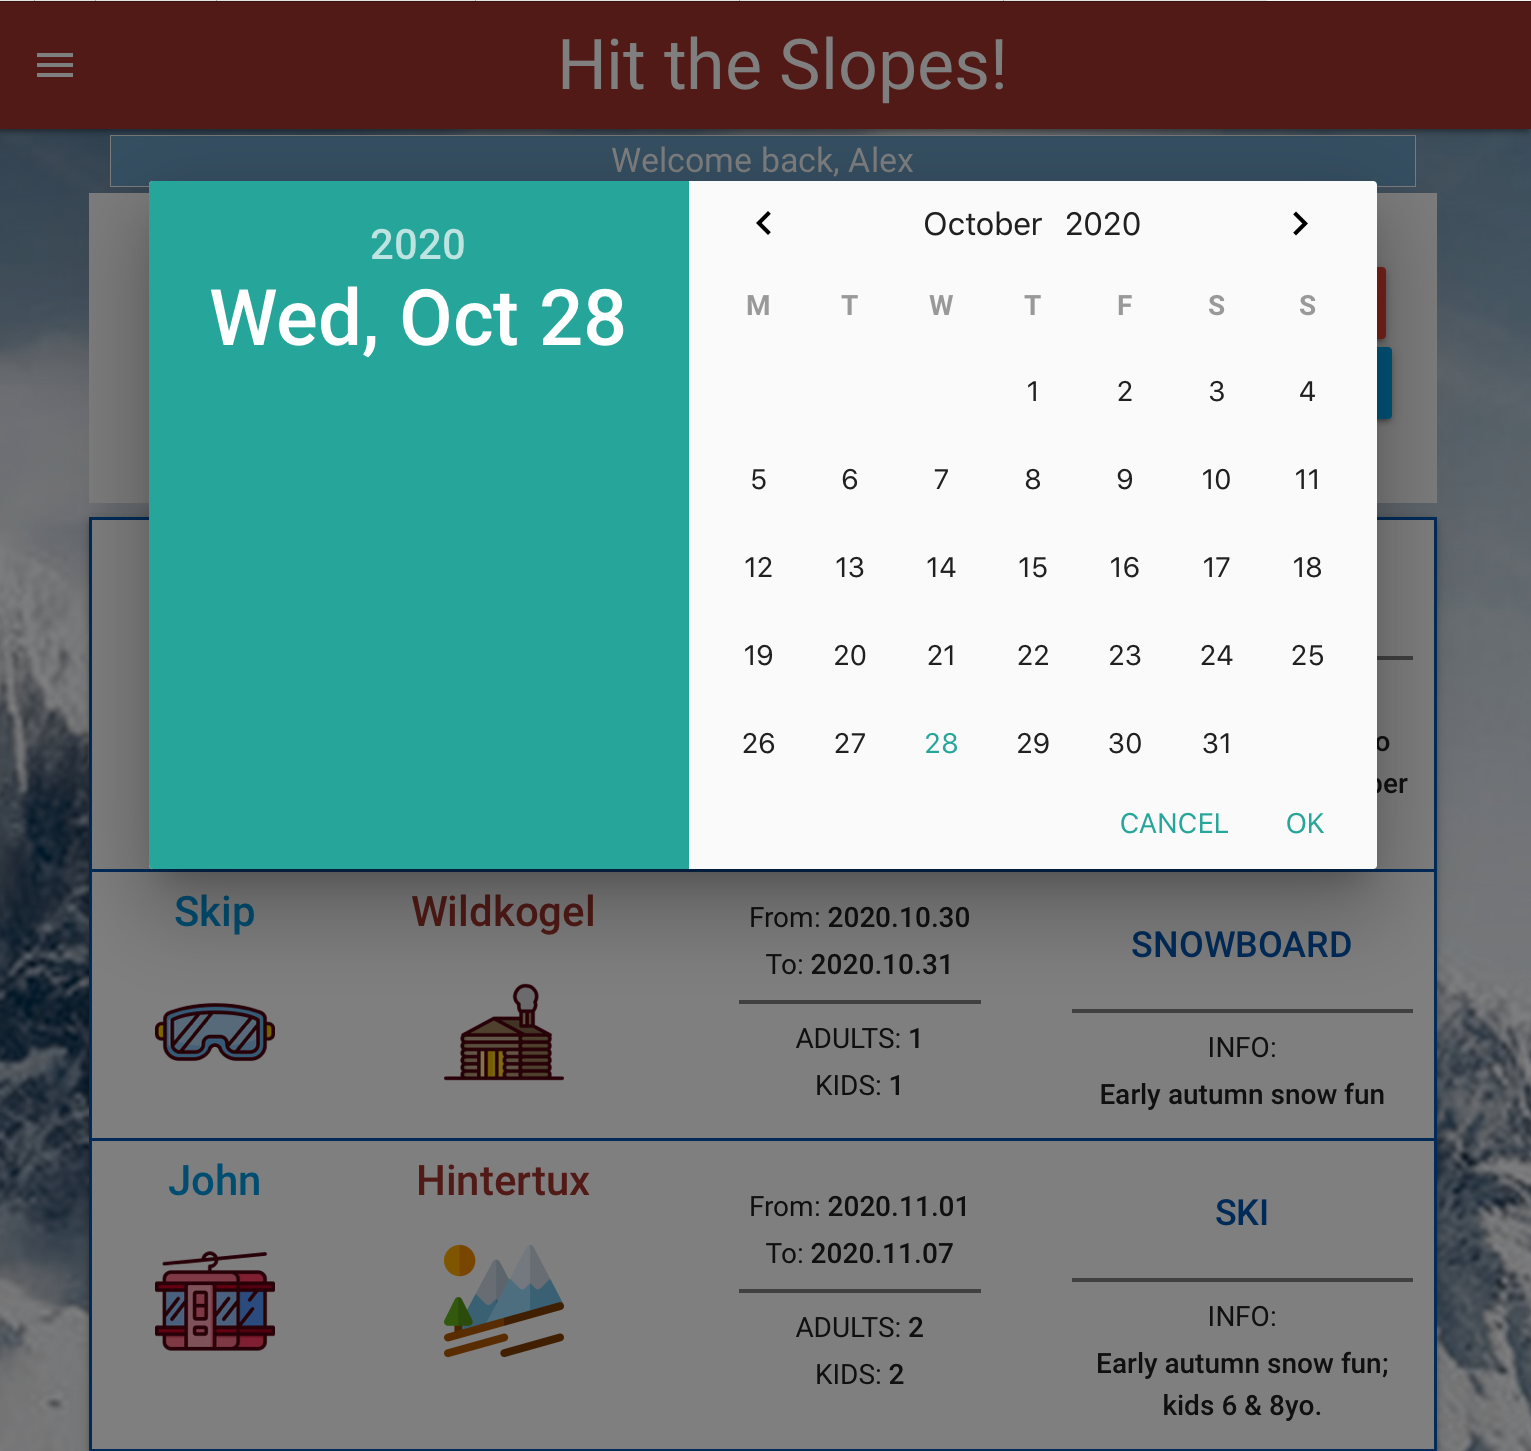 Hit the Slopes!
Welcome back, Alex
2020
Wed, Oct 28
October 2020
M T W T F S S
1 2 3 4
5 6 7 8 9 10 11
12 13 14 15 16 17 18
19 20 21 22 23 24 25
26 27 28 29 30 31
CANCEL OK
Skip
Wildkogel
From: 2020.10.30
To: 2020.10.31
ADULTS: 1
KIDS: 1
SNOWBOARD
INFO:
Early autumn snow fun
John
Hintertux
From: 2020.11.01
To: 2020.11.07
ADULTS: 2
KIDS: 2
SKI
INFO:
Early autumn snow fun;
kids 6 & 8yo.